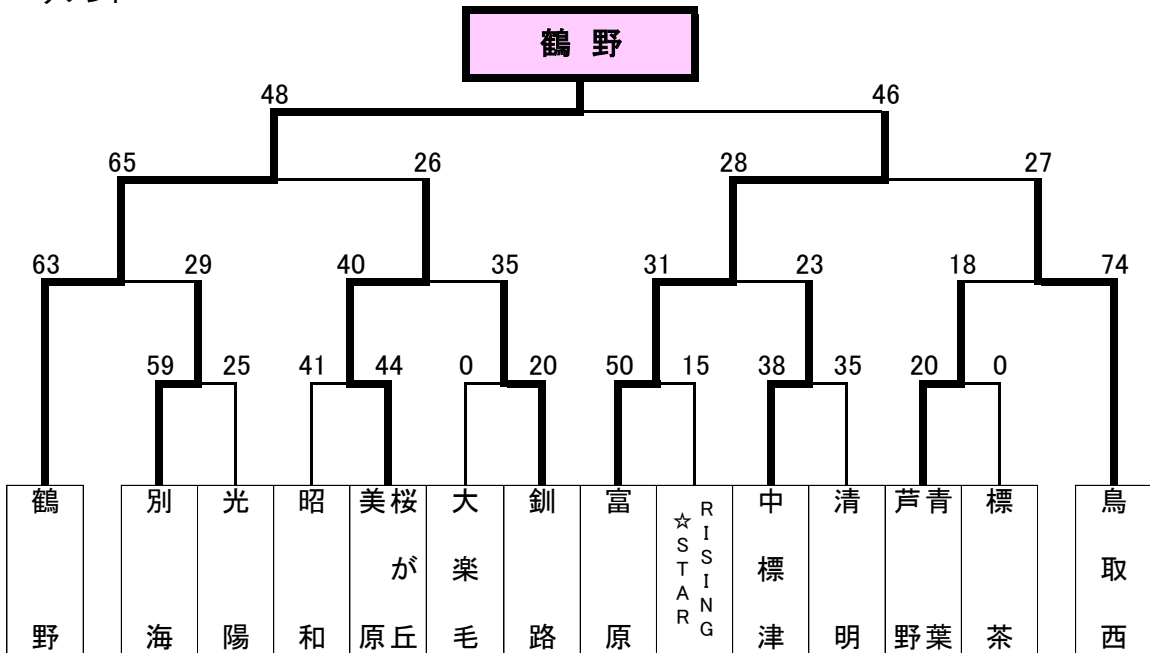 鶴 野
48 46
65 26 28 27
63 29 40 35 31 23 18 74
59 25 41 44 0 20 50 15 38 35 20 0
鶴野
別海
光陽
昭和
桜が丘
美原
大楽毛
釧路
富原
RISING
☆STAR
中標津
清明
青葉
芦野
標茶
鳥取西